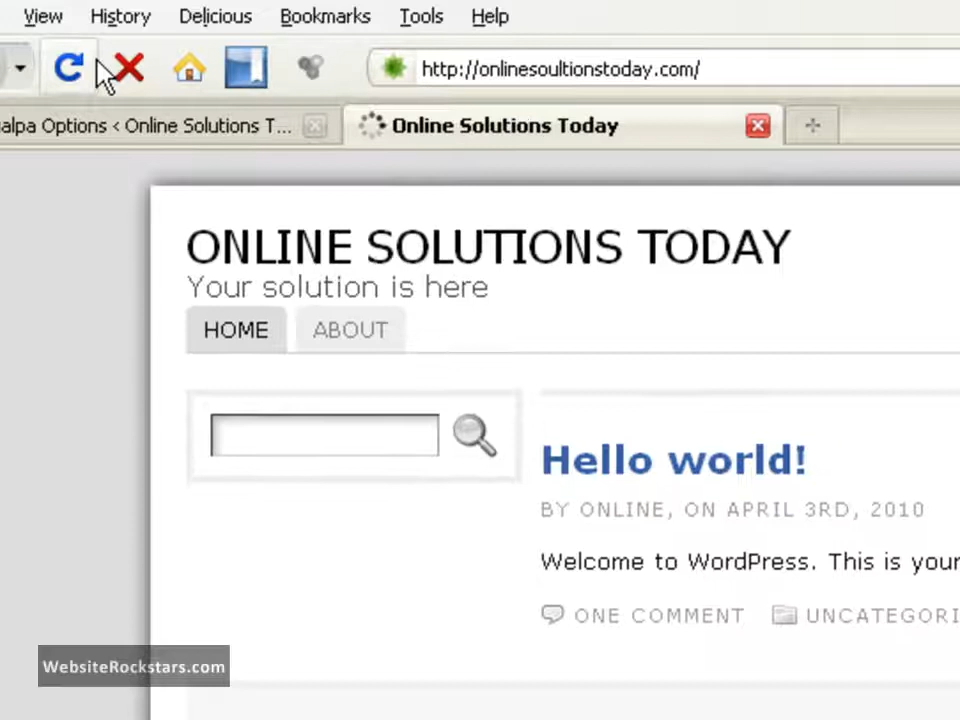 View History Delicious Bookmarks Tools Help
http://onlinesoultionstoday.com/
alpa Options < Online Solutions T... Online Solutions Today
ONLINE SOLUTIONS TODAY
Your solution is here
HOME ABOUT
Hello world!
BY ONLINE, ON APRIL 3RD, 2010
Welcome to WordPress. This is your
ONE COMMENT UNCATEGORI
WebsiteRockstars.com